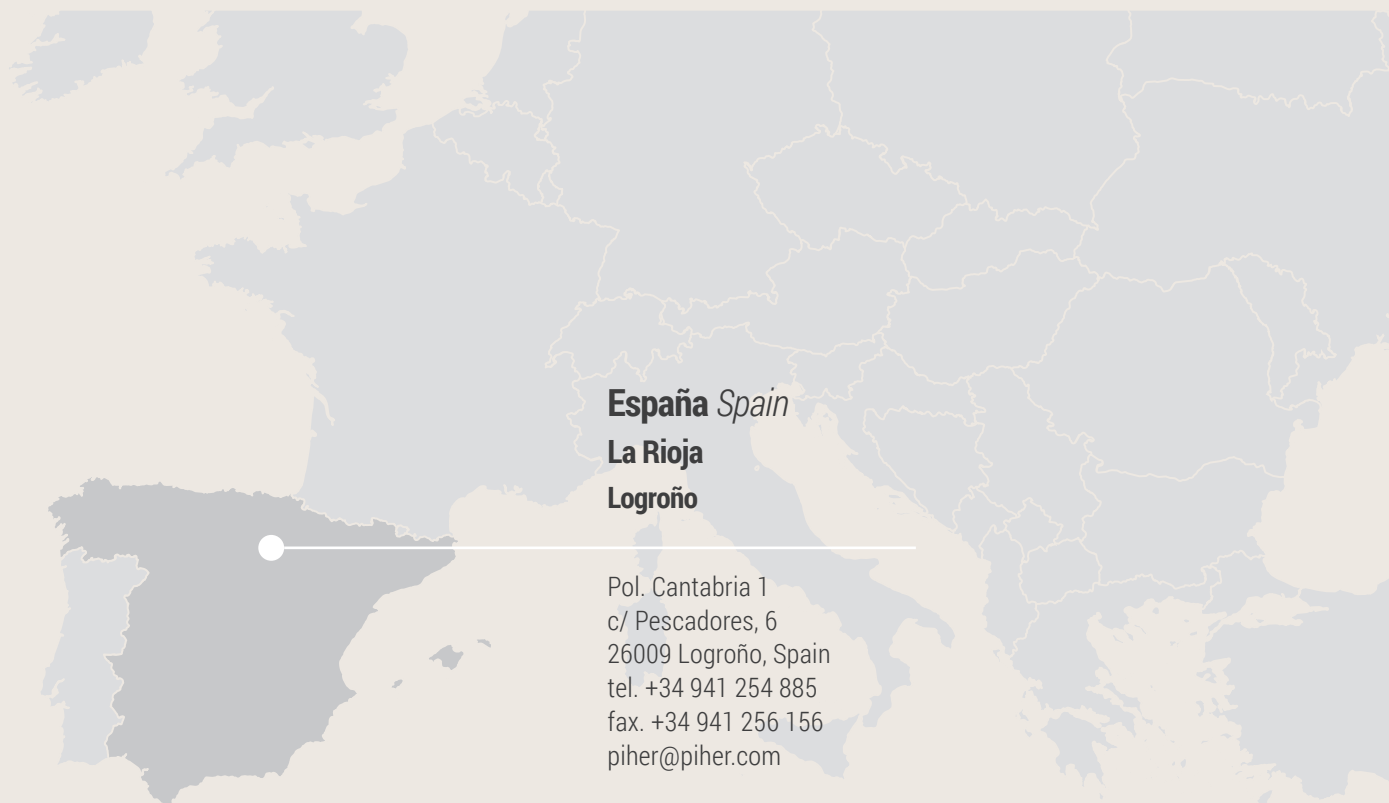 España Spain
La Rioja
Logroño
Pol. Cantabria 1
c/ Pescadores, 6
26009 Logroño, Spain
tel. +34 941 254 885
fax. +34 941 256 156
piher@piher.com